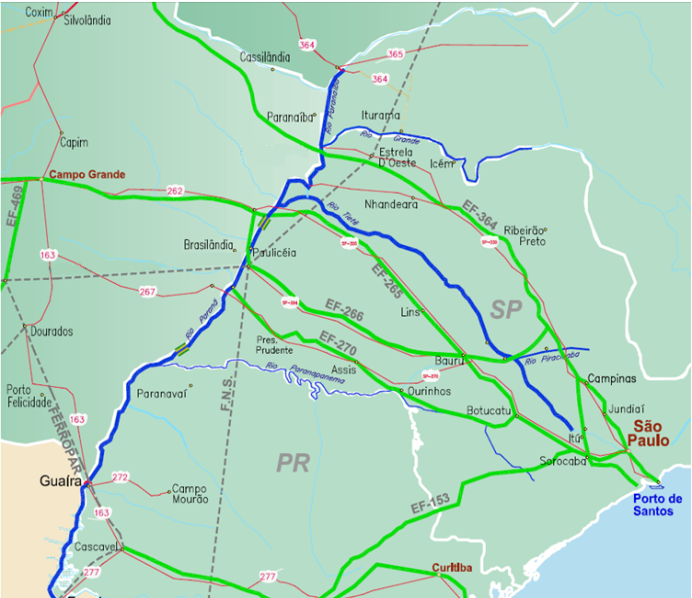 Coxim
Silvolândia
Cassilândia
364
365
364
Rio Paranaíba
Paranaíba
Iturama
Rio Grande
Capim
Estrela
D'Oeste
Icém
Campo Grande
262
EF-469
Nhandeara
Rio Tietê
EF-364
Ribeirão
Preto
Brasilândia
Paulicéia
163
267
EF-265
EF-266
SP
Rio Paraná
Lins
Dourados
Pres.
Prudente
EF-270
Assis
Bauru
Rio Piracicaba
Rio Paranapanema
Campinas
Porto
Felicidade
Paranavaí
F.N.S.
Ourinhos
Botucatu
Jundiaí
163
FERROPAR
Itú
São
Paulo
PR
Sorocaba
Guaíra
272
Campo
Mourão
EF-153
Porto de
Santos
163
Cascavel
277
277
Curitiba